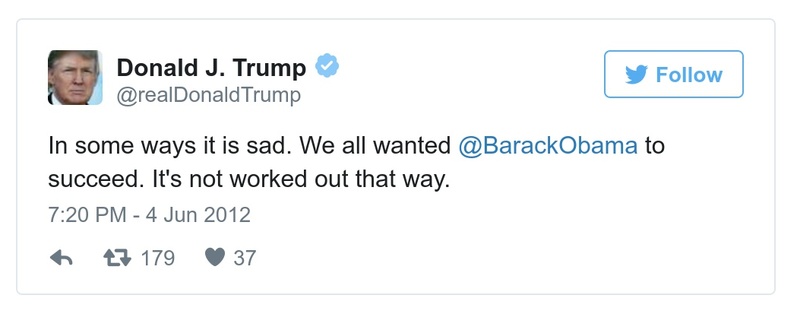 Donald J. Trump
@realDonaldTrump
Follow
In some ways it is sad. We all wanted @BarackObama to
succeed. It's not worked out that way.
7:20 PM - 4 Jun 2012
179 37